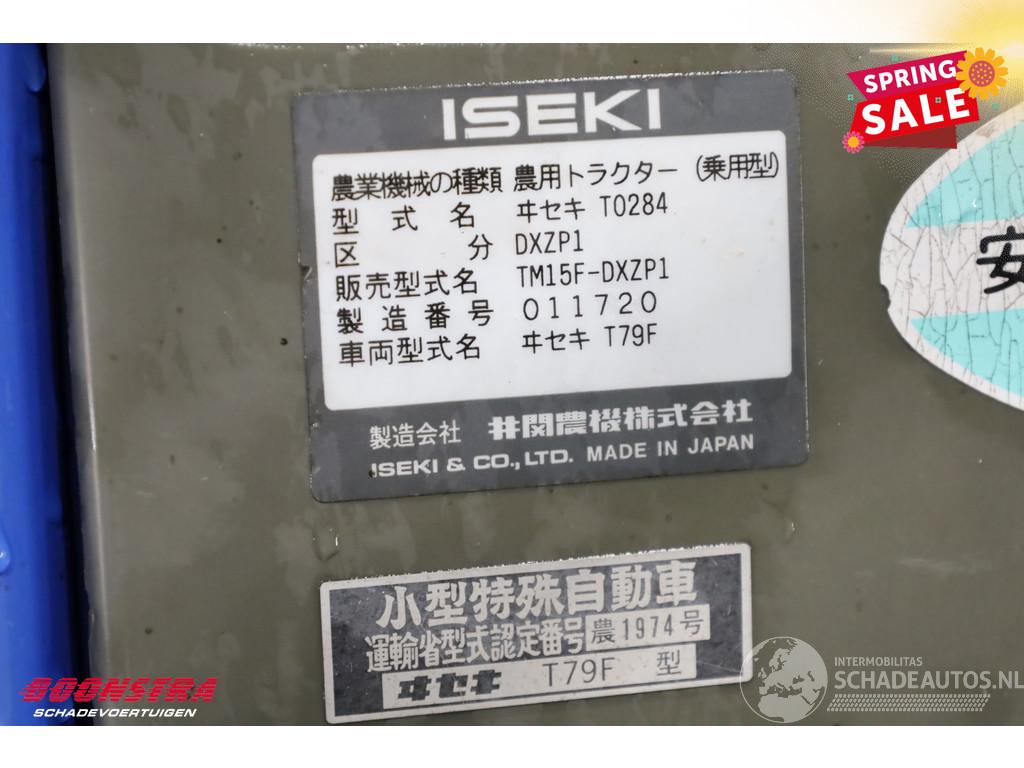 SPRING
SALE
ISEKI
農業機械の種類 農用トラクター (乗用型)
型式名 ヰセキ T0284
区分 DXZP1
販売型式名 TM15F-DXZP1
製造番号 011720
車両型式名 ヰセキ T79F
製造会社 井関農機株式会社
ISEKI & CO., LTD. MADE IN JAPAN
安
小型特殊自動車
運輸省型式認定番号 農1974号
ヰセキ T79F 型
BOONSTRA
SCHADEVOERTUIGEN
INTERMOBILITAS
SCHADEAUTOS.NL